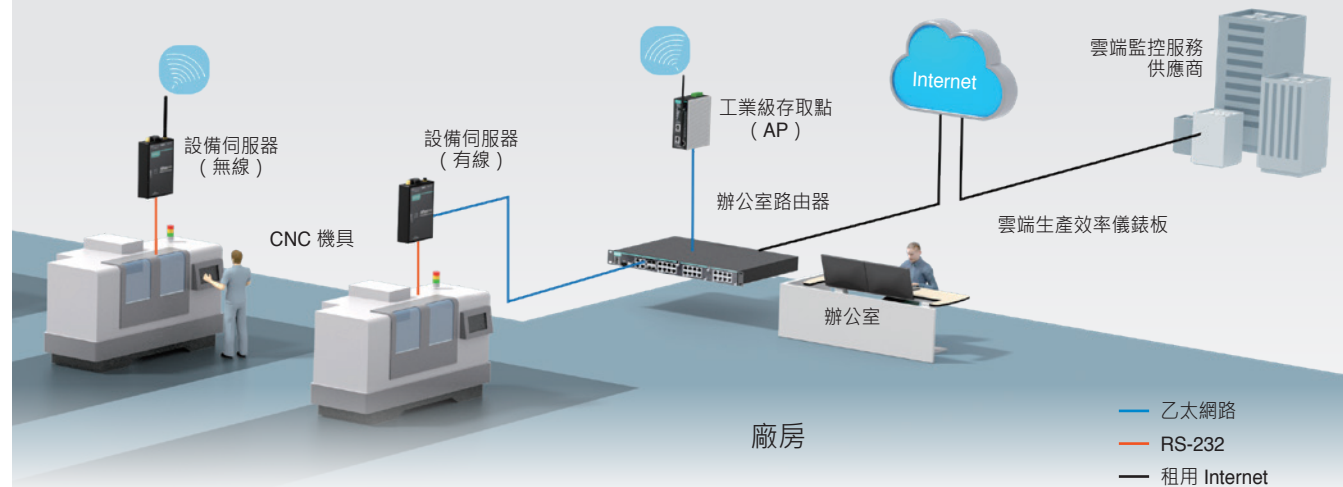 雲端監控服務
供應商
Internet
工業級存取點
（AP）
設備伺服器
（無線）
設備伺服器
（有線）
辦公室路由器
雲端生產效率儀錶板
CNC 機具
辦公室
廠房
乙太網路
RS-232
租用 Internet